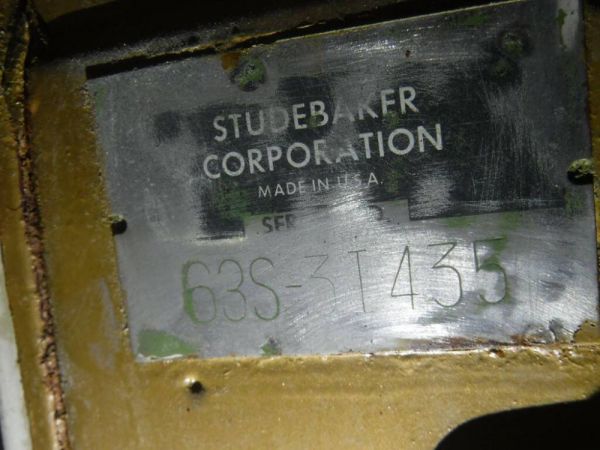 STUDEBAKER
CORPORATION
MADE IN U.S.A.
63S-3T435